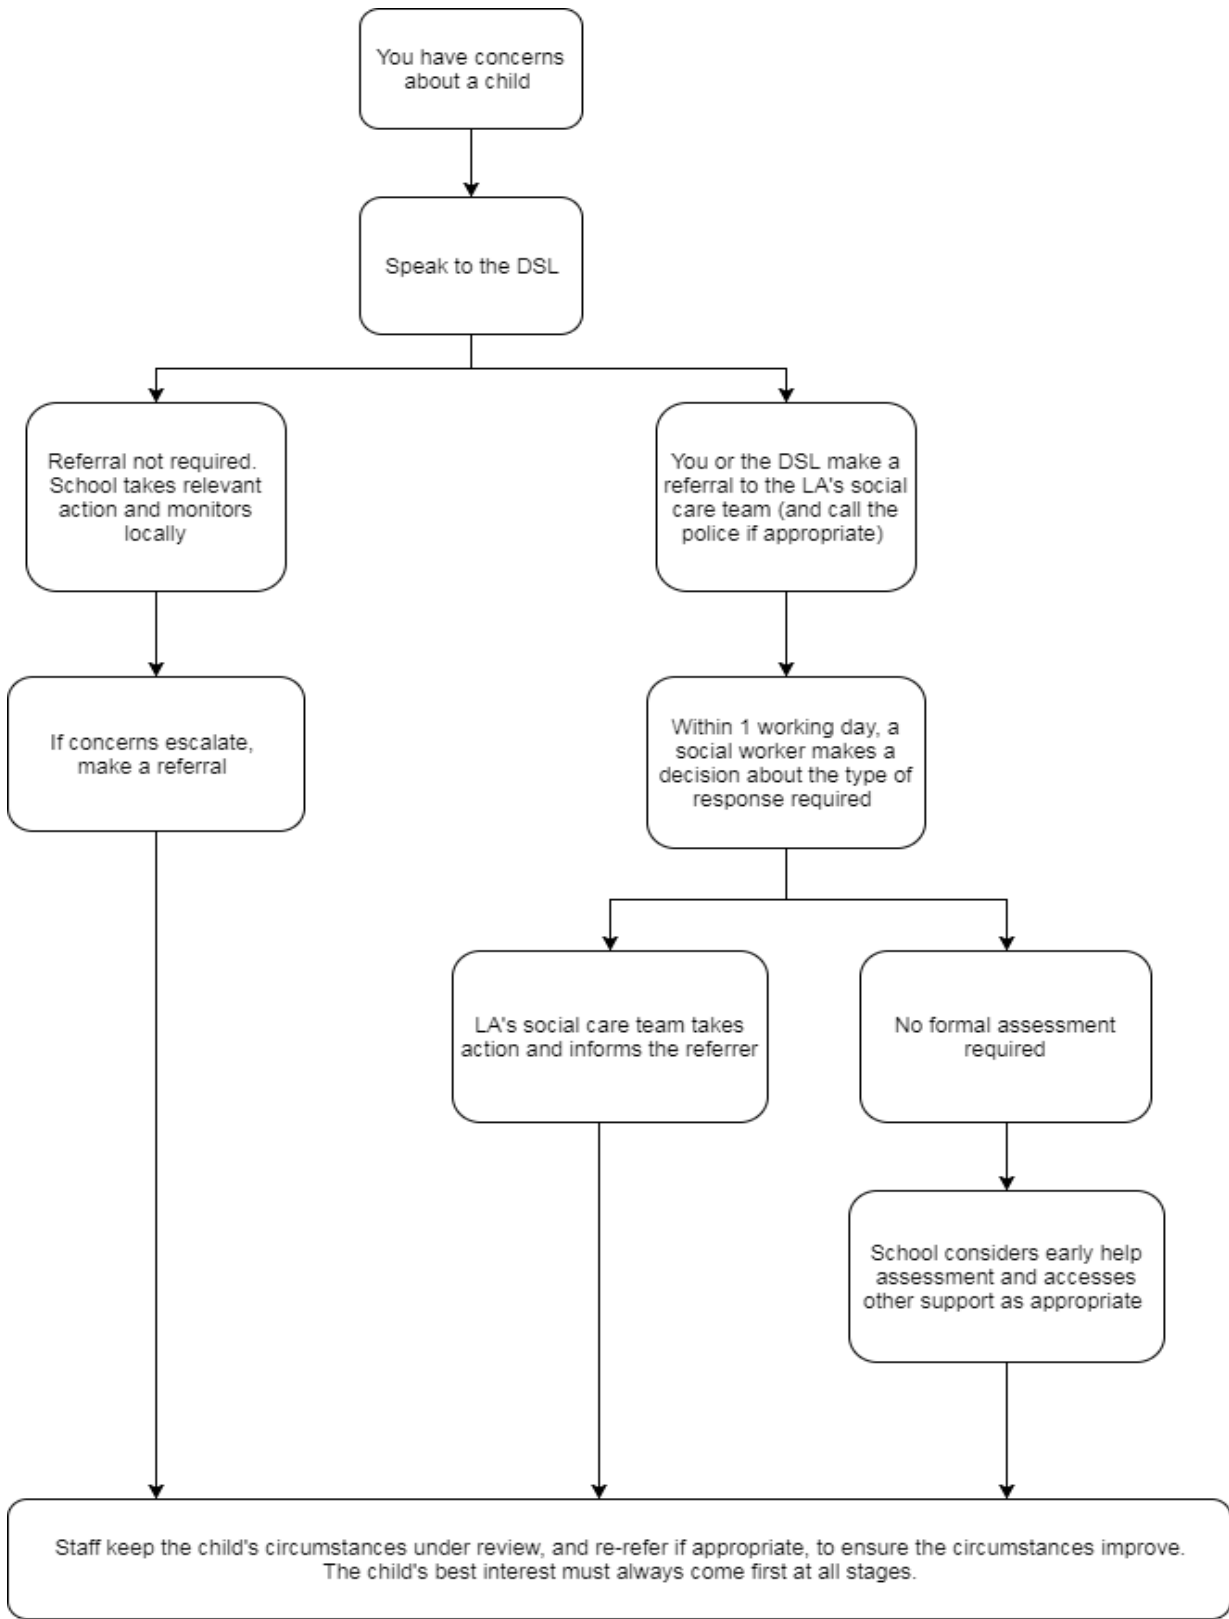 You have concerns
about a child
Speak to the DSL
Referral not required.
School takes relevant
action and monitors
locally
You or the DSL make a
referral to the LA's social
care team (and call the
police if appropriate)
If concerns escalate,
make a referral
Within 1 working day, a
social worker makes a
decision about the type of
response required
LA's social care team takes
action and informs the referrer
No formal assessment
required
School considers early help
assessment and accesses
other support as appropriate
Staff keep the child's circumstances under review, and re-refer if appropriate, to ensure the circumstances improve.
The child's best interest must always come first at all stages.